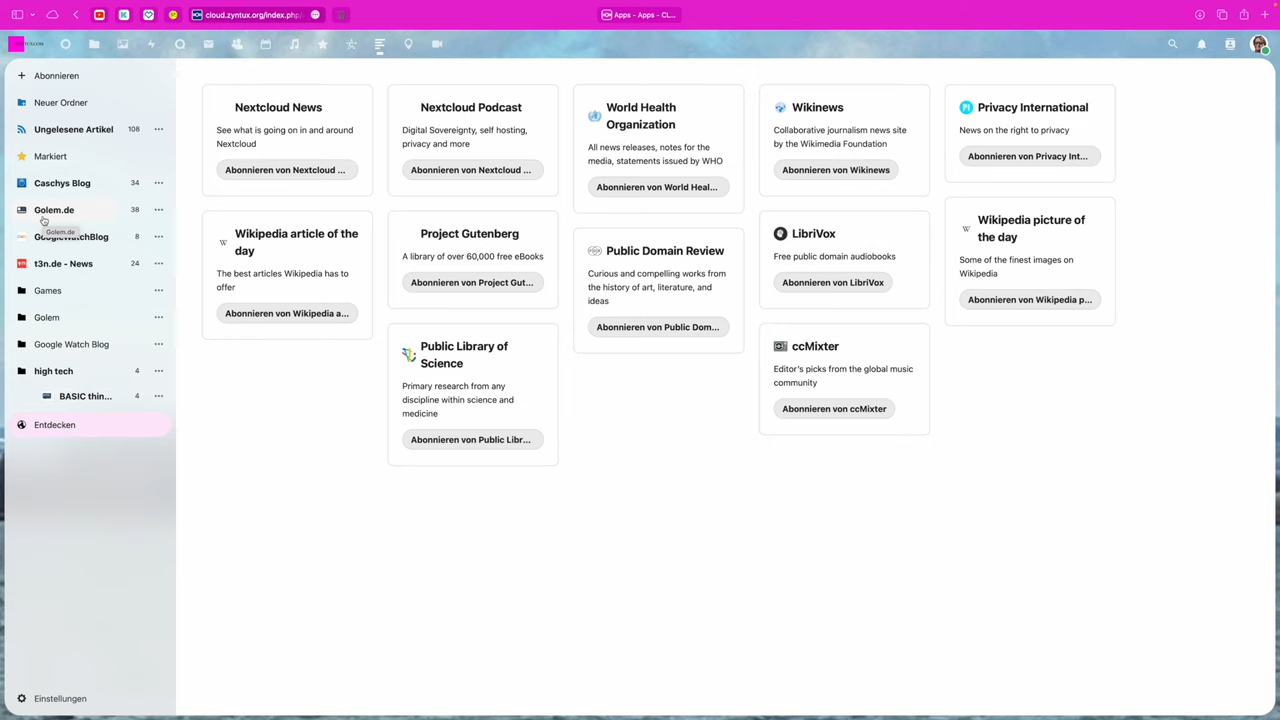 cloud.zyntux.org/index.php/
Apps - Apps - CL...
Abonnieren
Neuer Ordner
Ungelesene Artikel 108
Markiert
Caschys Blog 34
Golem.de 38
Golem.de
GoogleWatchBlog 8
t3n.de - News 24
Games
Golem
Google Watch Blog
high tech 4
BASIC thin... 4
Entdecken
Einstellungen
Nextcloud News
See what is going on in and around
Nextcloud
Abonnieren von Nextcloud ...
Nextcloud Podcast
Digital Sovereignty, self hosting,
privacy and more
Abonnieren von Nextcloud ...
World Health
Organization
All news releases, notes for the
media, statements issued by WHO
Abonnieren von World Heal...
Wikinews
Collaborative journalism news site
by the Wikimedia Foundation
Abonnieren von Wikinews
Privacy International
News on the right to privacy
Abonnieren von Privacy Int...
Wikipedia article of the
day
The best articles Wikipedia has to
offer
Abonnieren von Wikipedia a...
Project Gutenberg
A library of over 60,000 free eBooks
Abonnieren von Project Gut...
Public Domain Review
Curious and compelling works from
the history of art, literature, and
ideas
Abonnieren von Public Dom...
LibriVox
Free public domain audiobooks
Abonnieren von LibriVox
Wikipedia picture of
the day
Some of the finest images on
Wikipedia
Abonnieren von Wikipedia p...
Public Library of
Science
Primary research from any
discipline within science and
medicine
Abonnieren von Public Libr...
ccMixter
Editor's picks from the global music
community
Abonnieren von ccMixter